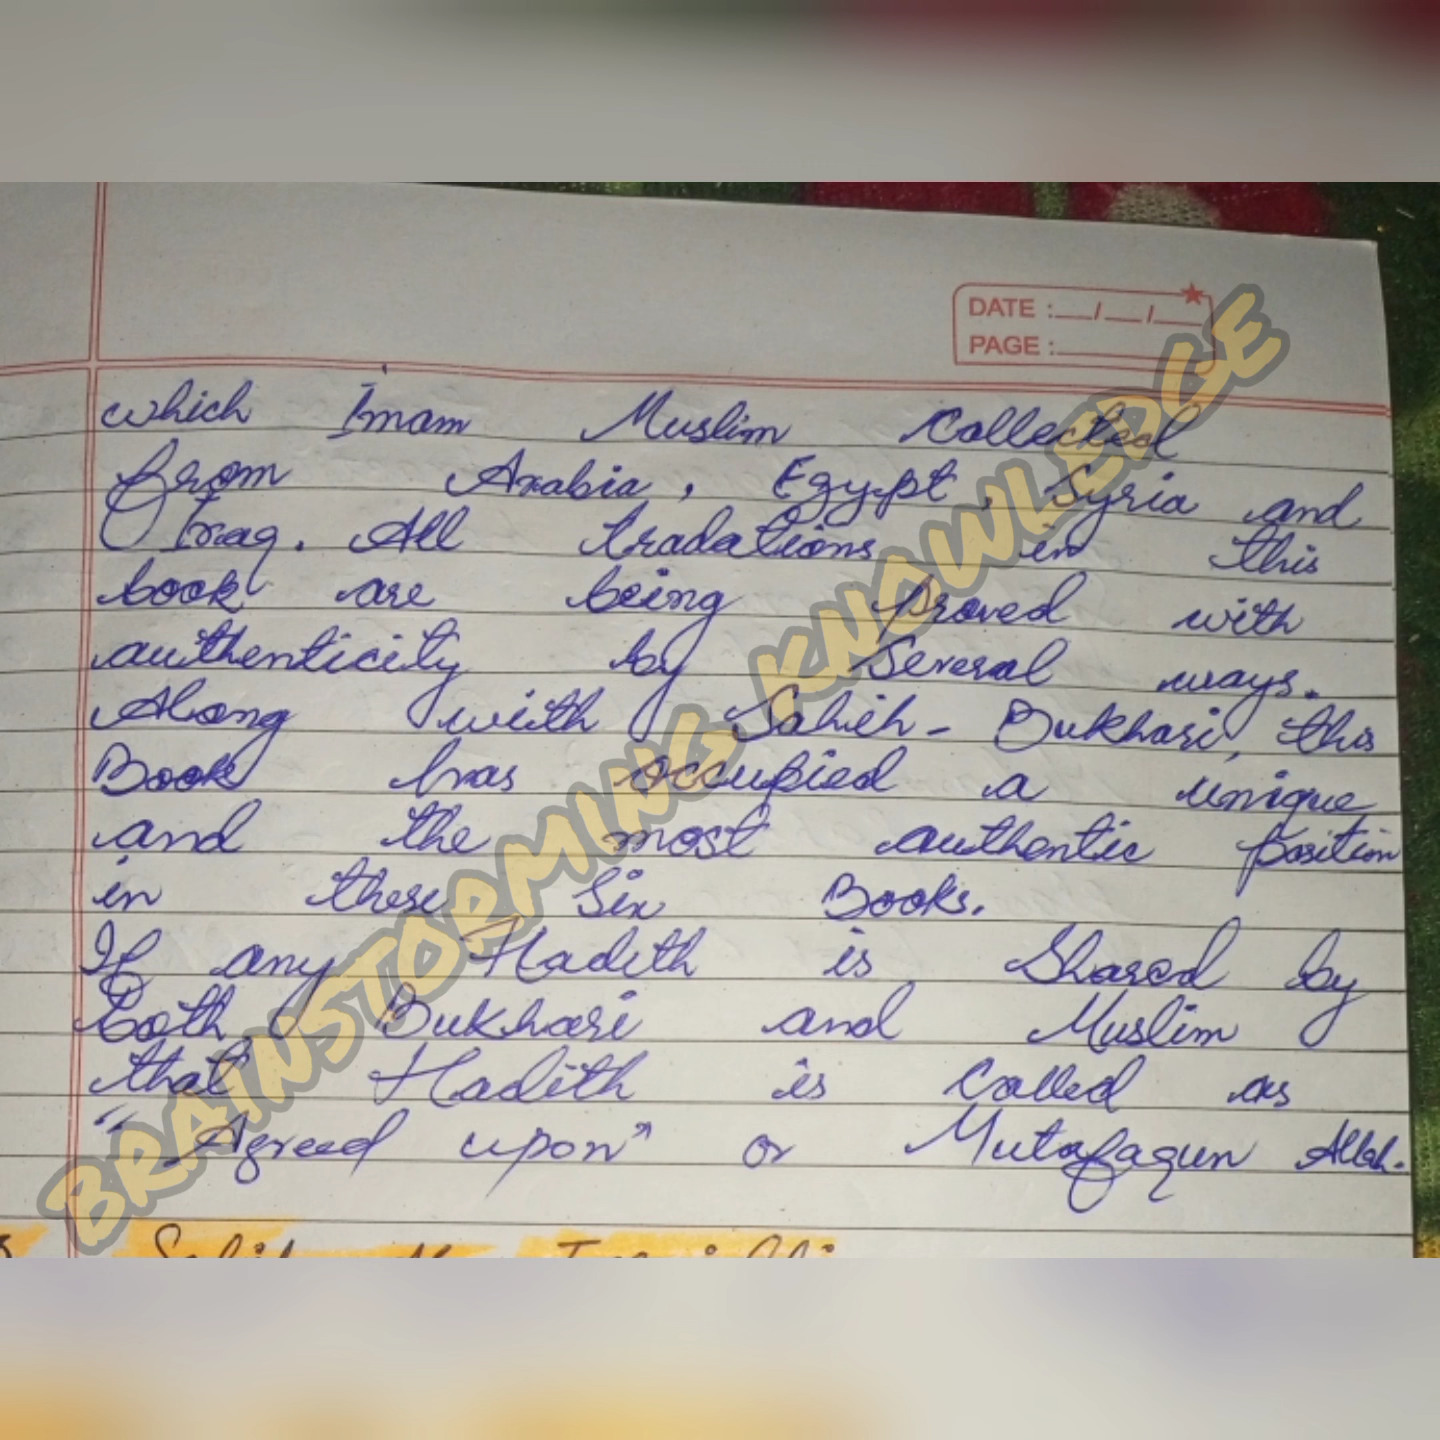 DATE :__/__/__
PAGE :________
which Imam Muslim Collected
from Arabia, Egypt, Syria and
Iraq. All tradations in this
book are being proved with
authenticity by Several ways.
Along with Sahih- Bukhari, this
Book has occupied a unique
and the most authentic position
in these Six Books.
If any Hadith is Shared by
Both, Bukhari and Muslim
that Hadith is Called as
"Agreed upon" or Mutafaqun Allah.
BRAINSTORMING KNOWLEDGE